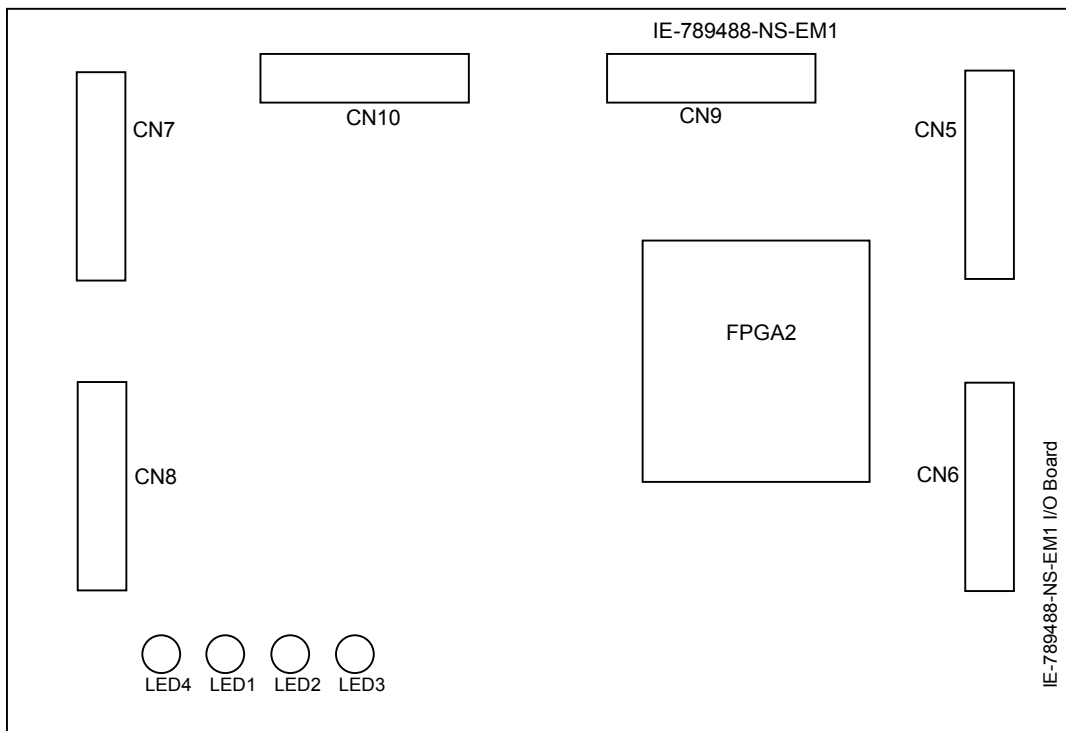 IE-789488-NS-EM1
CN10
CN9
CN7
CN5
FPGA2
CN8
CN6
IE-789488-NS-EM1 I/O Board
LED4
LED1
LED2
LED3